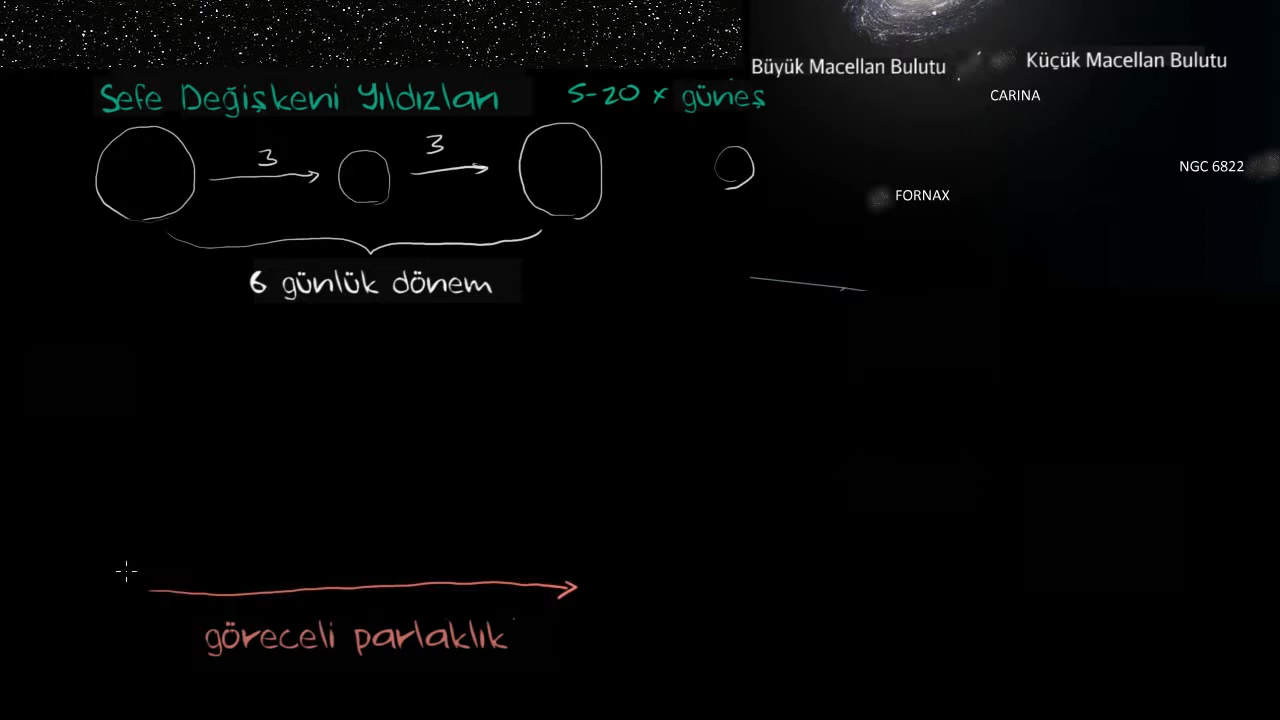 Büyük Macellan Bulutu
Küçük Macellan Bulutu
Sefe Değişkeni Yıldızları
5-20 x güneş
CARINA
3
3
NGC 6822
FORNAX
6 günlük dönem
göreceli parlaklık